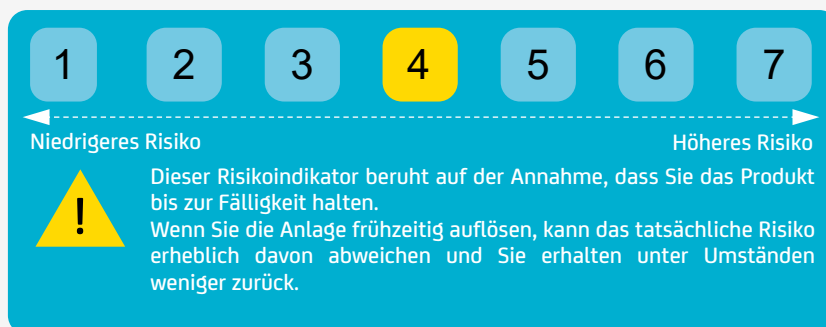 1 2 3 4 5 6 7
Niedrigeres Risiko Höheres Risiko
!
Dieser Risikoindikator beruht auf der Annahme, dass Sie das Produkt
bis zur Fälligkeit halten.
Wenn Sie die Anlage frühzeitig auflösen, kann das tatsächliche Risiko
erheblich davon abweichen und Sie erhalten unter Umständen
weniger zurück.